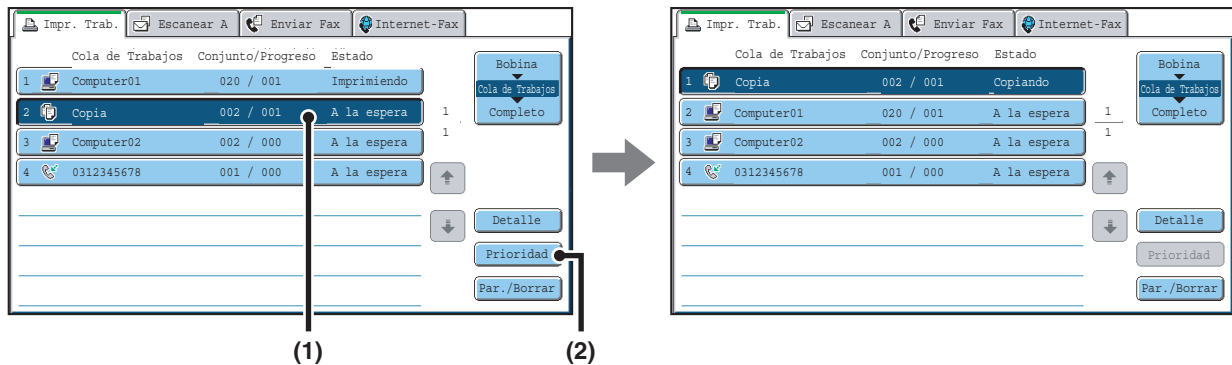 Impr. Trab. Escanear A Enviar Fax Internet-Fax
Cola de Trabajos Conjunto/Progreso Estado
1 Computer01 020 / 001 Imprimiendo
2 Copia 002 / 001 A la espera
3 Computer02 002 / 000 A la espera
4 0312345678 001 / 000 A la espera
1
1
Bobina
Cola de Trabajos
Completo
Detalle
Prioridad
Par./Borrar
(1)
(2)
Impr. Trab. Escanear A Enviar Fax Internet-Fax
Cola de Trabajos Conjunto/Progreso Estado
1 Copia 002 / 001 Copiando
2 Computer01 020 / 001 A la espera
3 Computer02 002 / 000 A la espera
4 0312345678 001 / 000 A la espera
1
1
Bobina
Cola de Trabajos
Completo
Detalle
Prioridad
Par./Borrar